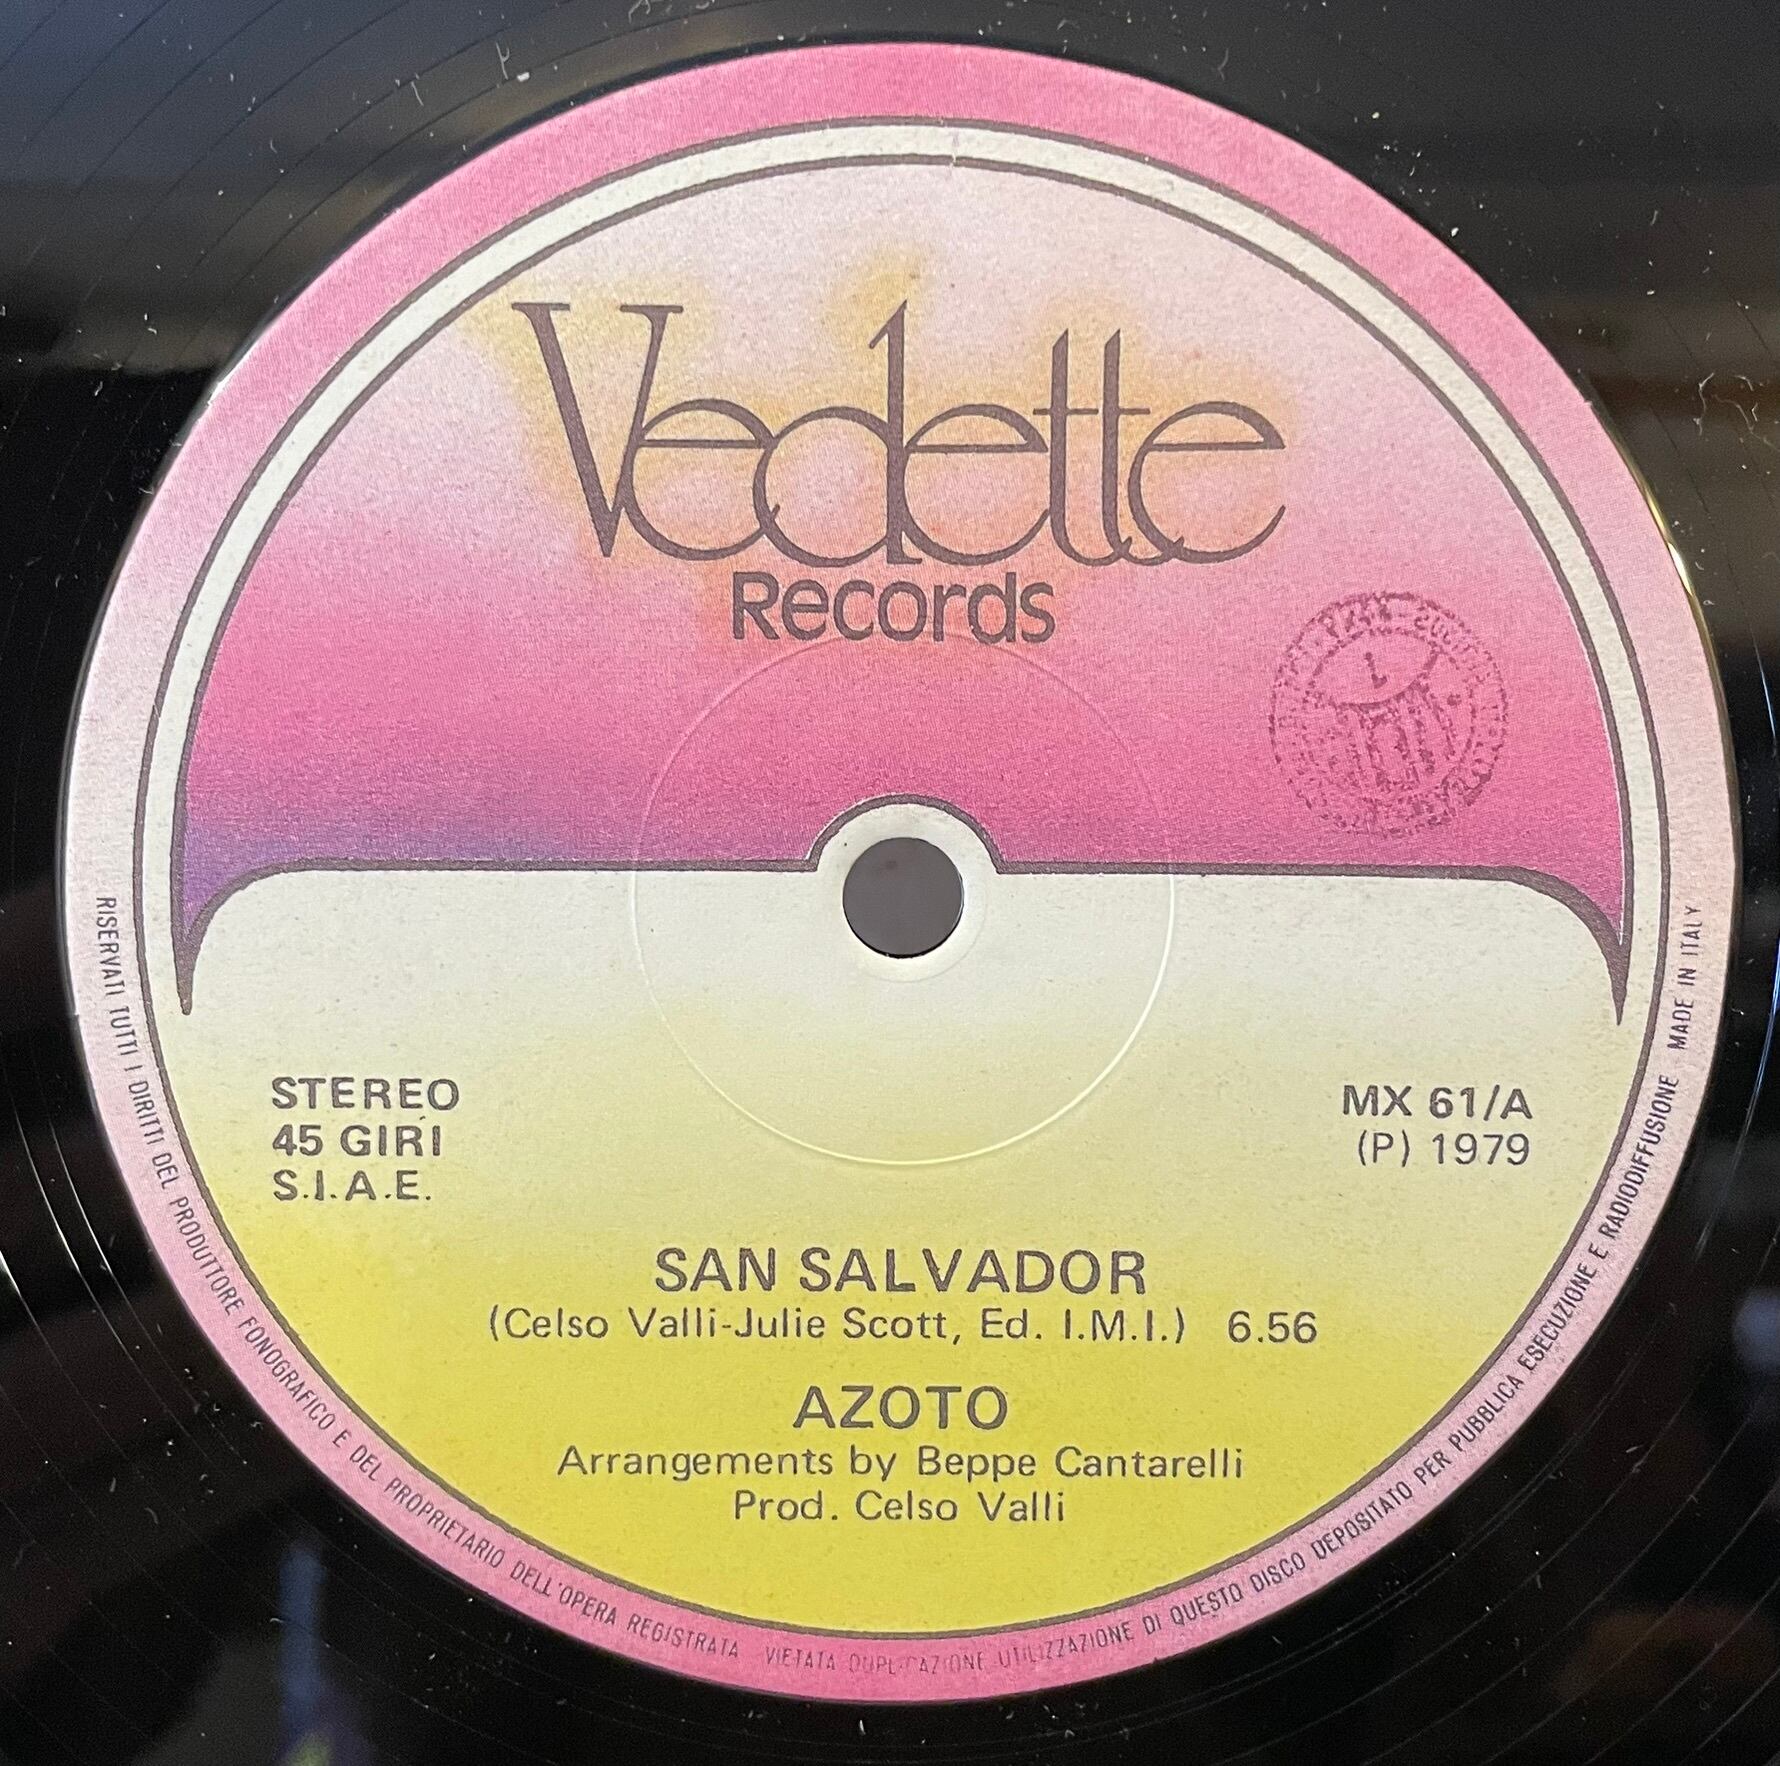 Vedette
Records
STEREO
45 GIRI
S.I.A.E.
MX 61/A
(P) 1979
SAN SALVADOR
(Celso Valli-Julie Scott, Ed. I.M.I.) 6.56
AZOTO
Arrangements by Beppe Cantarelli
Prod. Celso Valli
RISERVATI TUTTI I DIRITTI DEL PRODUTTORE FONOGRAFICO E DEL PROPRIETARIO DELL'OPERA REGISTRATA VIETATA DUPLICAZIONE UTILIZZAZIONE DI QUESTO DISCO DEPOSITATO PER PUBBLICA ESECUZIONE E RADIODIFFUSIONE MADE IN ITALY